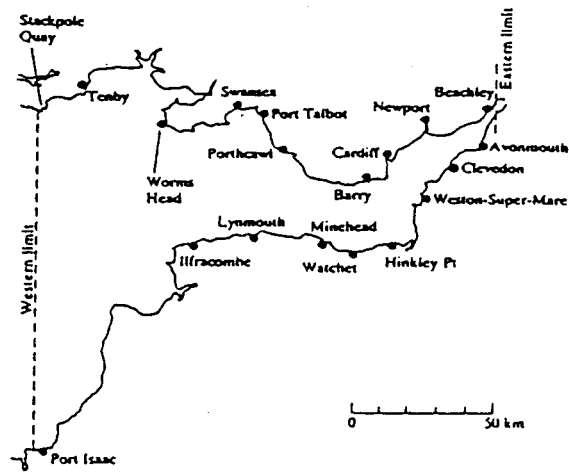 Stackpole
Quay
Tenby
Swansea
Port Talbot
Newport
Beachley
Eastern limit
Avonmouth
Clevedon
Weston-Super-Mare
Cardiff
Porthcawl
Barry
Worms
Head
Lynmouth
Minehead
Ilfracombe
Watchet
Hinkley Pt
Western limit
Port Isaac
0
50 km